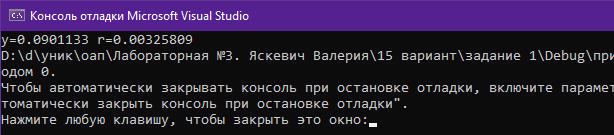 Консоль отладки Microsoft Visual Studio
y=0.0901133 r=0.00325809
D:\d\уник\оап\Лабораторная №3. Яскевич Валерия\15 вариант\задание 1\Debug\при
одом 0.
Чтобы автоматически закрывать консоль при остановке отладки, включите парамет
томатически закрыть консоль при остановке отладки".
Нажмите любую клавишу, чтобы закрыть это окно: